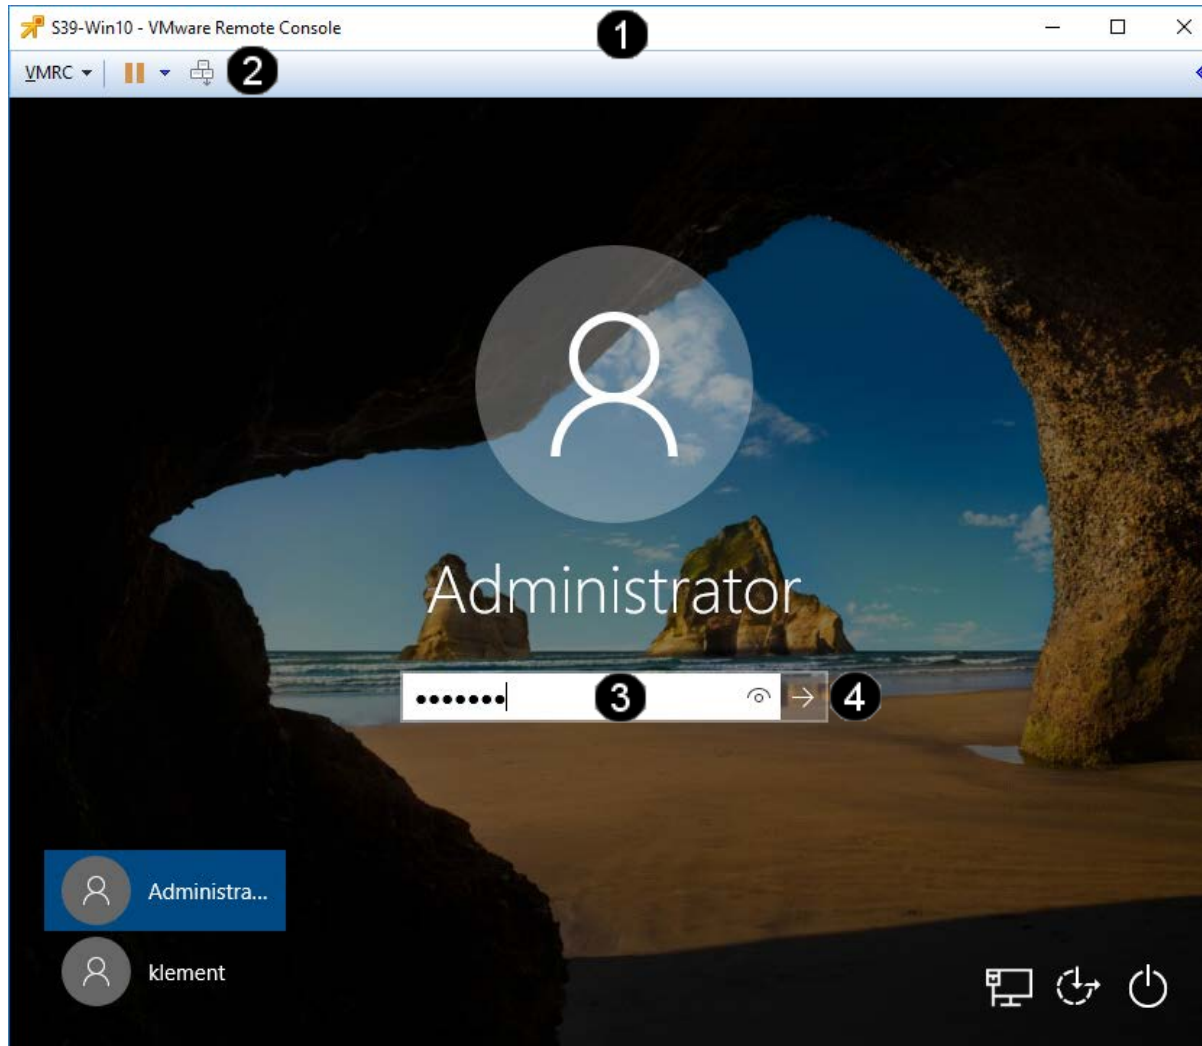 S39-Win10 - VMware Remote Console
1
VMRC
2
Administrator
•••••••
3
4
Administra...
klement